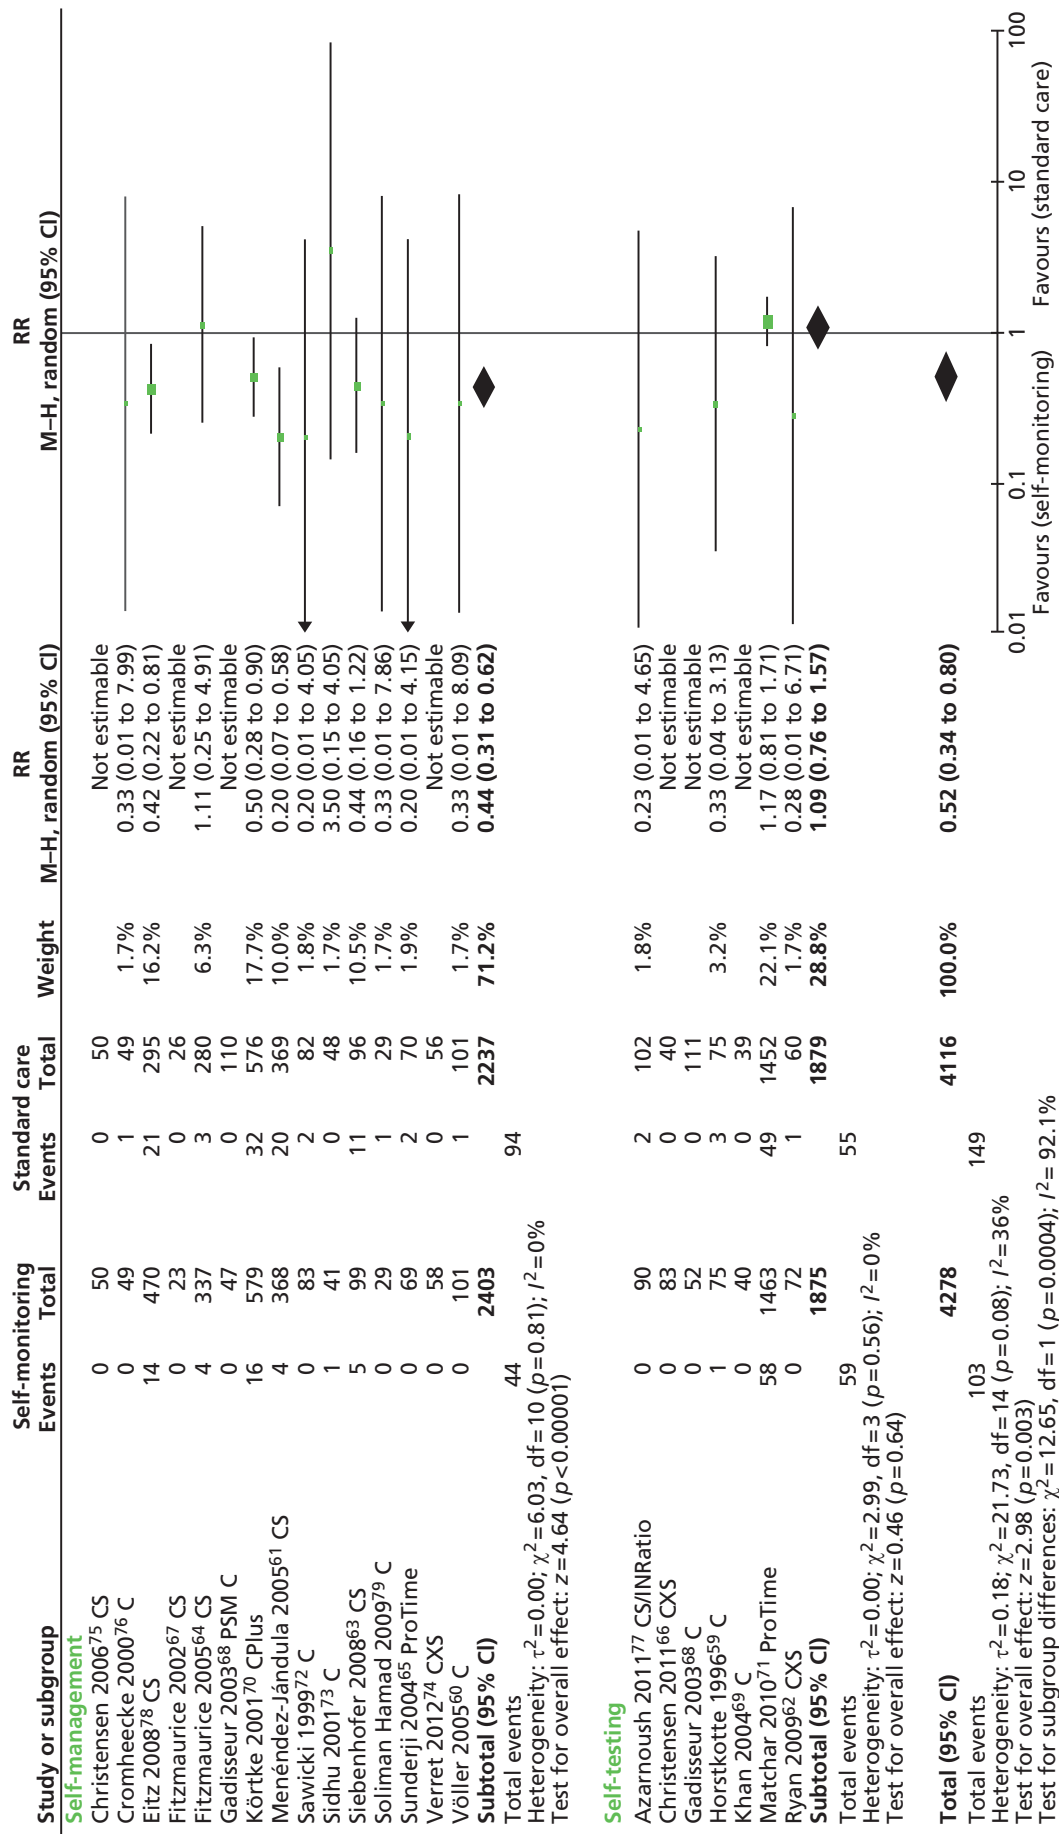 Self-monitoring Standard care RR RR
Study or subgroup Events Total Events Total Weight M–H, random (95% CI) M–H, random (95% CI)
Self-management
Christensen 2006⁷⁵ CS 0 50 0 50 Not estimable
Cromheecke 2000⁷⁶ C 0 49 1 49 1.7% 0.33 (0.01 to 7.99)
Eitz 2008⁷⁸ CS 14 470 21 295 16.2% 0.42 (0.22 to 0.81)
Fitzmaurice 2002⁶⁷ CS 0 23 0 26 Not estimable
Fitzmaurice 2005⁶⁴ CS 4 337 3 280 6.3% 1.11 (0.25 to 4.91)
Gadisseur 2003⁶⁸ PSM C 0 47 0 110 Not estimable
Körtke 2001⁷⁰ CPlus 16 579 32 576 17.7% 0.50 (0.28 to 0.90)
Menéndez-Jándula 2005⁶¹ CS 4 368 20 369 10.0% 0.20 (0.07 to 0.58)
Sawicki 1999⁷² C 0 83 2 82 1.8% 0.20 (0.01 to 4.05)
Sidhu 2001⁷³ C 1 41 0 48 1.7% 3.50 (0.15 to 4.05)
Siebenhofer 2008⁶³ CS 5 99 11 96 10.5% 0.44 (0.16 to 1.22)
Soliman Hamad 2009⁷⁹ C 0 29 1 29 1.7% 0.33 (0.01 to 7.86)
Sunderji 2004⁶⁵ ProTime 0 69 2 70 1.9% 0.20 (0.01 to 4.15)
Verret 2012⁷⁴ CXS 0 58 0 56 Not estimable
Völler 2005⁶⁰ C 0 101 1 101 1.7% 0.33 (0.01 to 8.09)
Subtotal (95% CI) 2403 2237 71.2% 0.44 (0.31 to 0.62)
Total events 44 94
Heterogeneity: τ²=0.00; χ²=6.03, df=10 (p=0.81); I²=0%
Test for overall effect: z=4.64 (p<0.00001)
Self-testing
Azarnoush 2011⁷⁷ CS/INRatio 0 90 2 102 1.8% 0.23 (0.01 to 4.65)
Christensen 2011⁶⁶ CXS 0 83 0 40 Not estimable
Gadisseur 2003⁶⁸ C 0 52 0 111 Not estimable
Horstkotte 1996⁵⁹ C 1 75 3 75 3.2% 0.33 (0.04 to 3.13)
Khan 2004⁶⁹ C 0 40 0 39 Not estimable
Matchar 2010⁷¹ ProTime 58 1463 49 1452 22.1% 1.17 (0.81 to 1.71)
Ryan 2009⁶² CXS 0 72 1 60 1.7% 0.28 (0.01 to 6.71)
Subtotal (95% CI) 1875 1879 28.8% 1.09 (0.76 to 1.57)
Total events 59 55
Heterogeneity: τ²=0.00; χ²=2.99, df=3 (p=0.56); I²=0%
Test for overall effect: z=0.46 (p=0.64)
Total (95% CI) 4278 4116 100.0% 0.52 (0.34 to 0.80)
Total events 103 149
Heterogeneity: τ²=0.18; χ²=21.73, df=14 (p=0.08); I²=36%
Test for overall effect: z=2.98 (p=0.003)
Test for subgroup differences: χ²=12.65, df=1 (p=0.0004); I²=92.1%
0.01 0.1 1 10 100
Favours (self-monitoring) Favours (standard care)